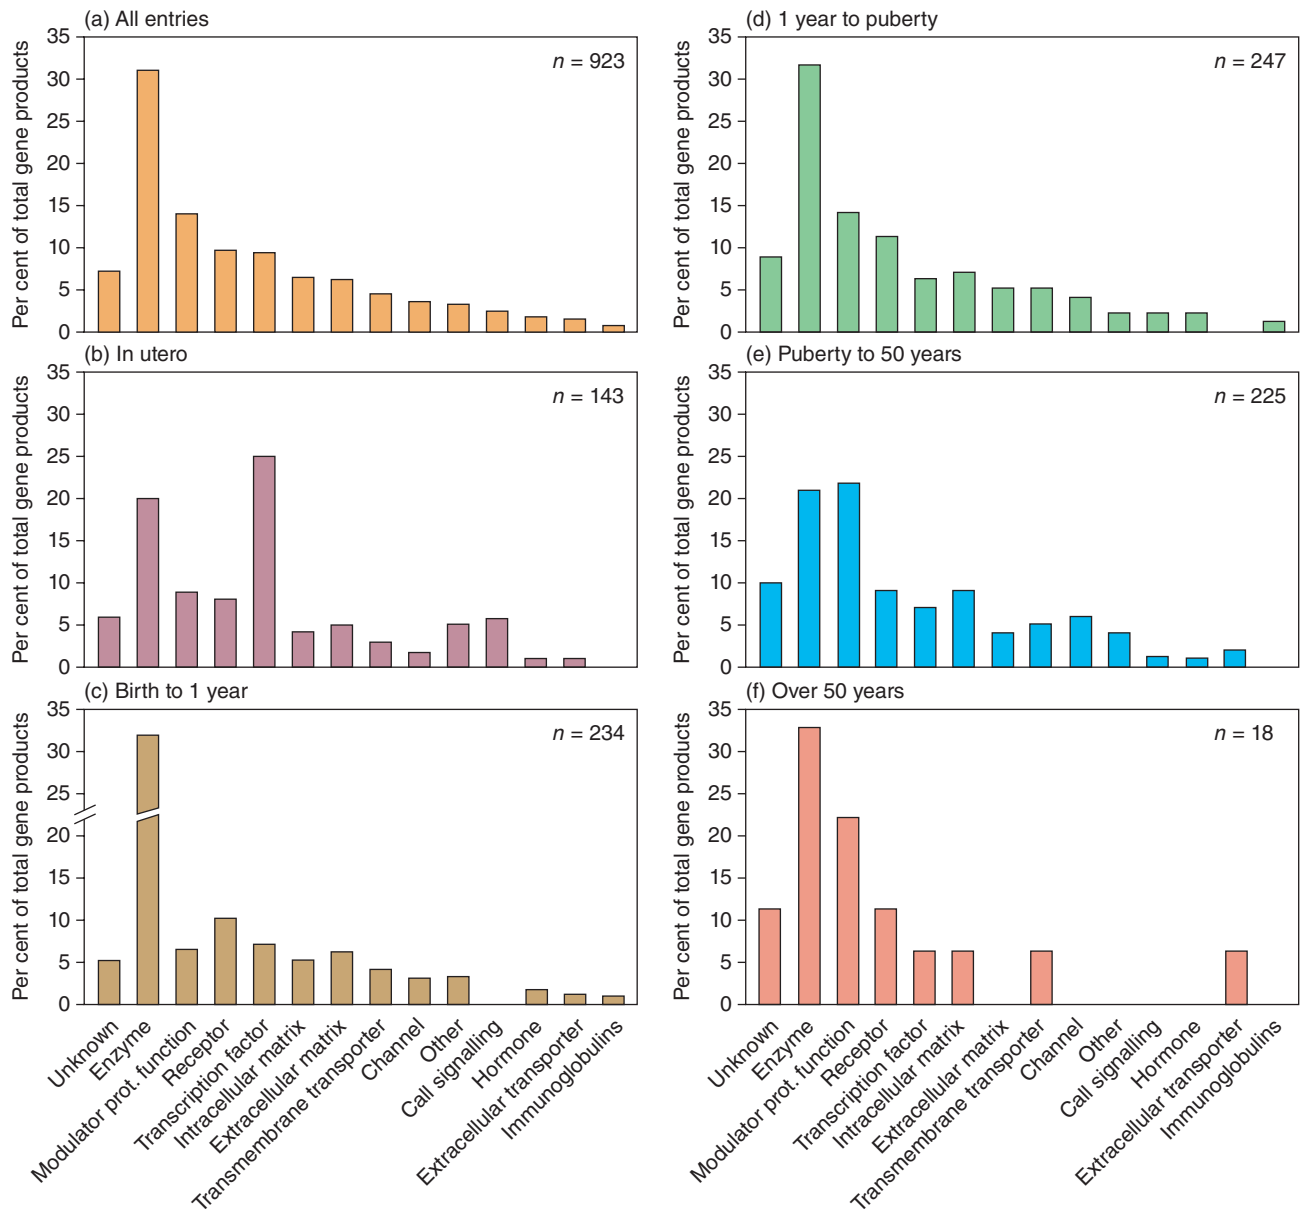 (a) All entries
Per cent of total gene products
35
30
25
20
15
10
5
0
n = 923
(b) In utero
Per cent of total gene products
35
30
25
20
15
10
5
0
n = 143
(c) Birth to 1 year
Per cent of total gene products
35
30
25
20
15
10
5
0
n = 234
Unknown
Enzyme
Modulator prot. function
Receptor
Transcription factor
Intracellular matrix
Extracellular matrix
Transmembrane transporter
Channel
Other
Call signalling
Hormone
Extracellular transporter
Immunoglobulins
(d) 1 year to puberty
Per cent of total gene products
35
30
25
20
15
10
5
0
n = 247
(e) Puberty to 50 years
Per cent of total gene products
35
30
25
20
15
10
5
0
n = 225
(f) Over 50 years
Per cent of total gene products
35
30
25
20
15
10
5
0
n = 18
Unknown
Enzyme
Modulator prot. function
Receptor
Transcription factor
Intracellular matrix
Extracellular matrix
Transmembrane transporter
Channel
Other
Call signalling
Hormone
Extracellular transporter
Immunoglobulins